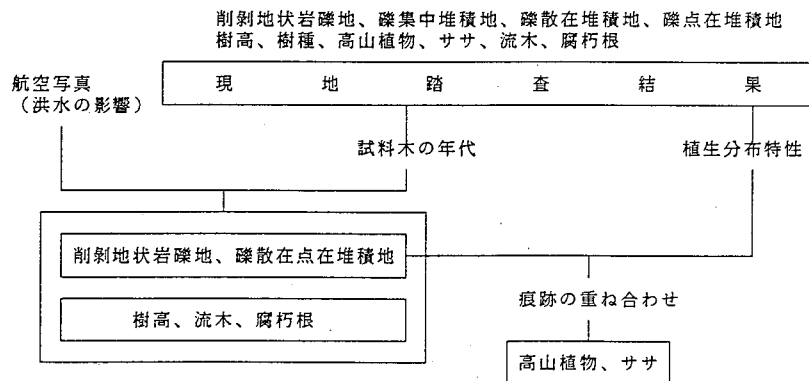 削剝地状岩礫地、礫集中堆積地、礫散在堆積地、礫点在堆積地
樹高、樹種、高山植物、ササ、流木、腐朽根
航空写真
（洪水の影響）
現地踏査結果
試料木の年代
植生分布特性
削剝地状岩礫地、礫散在点在堆積地
樹高、流木、腐朽根
痕跡の重ね合わせ
高山植物、ササ